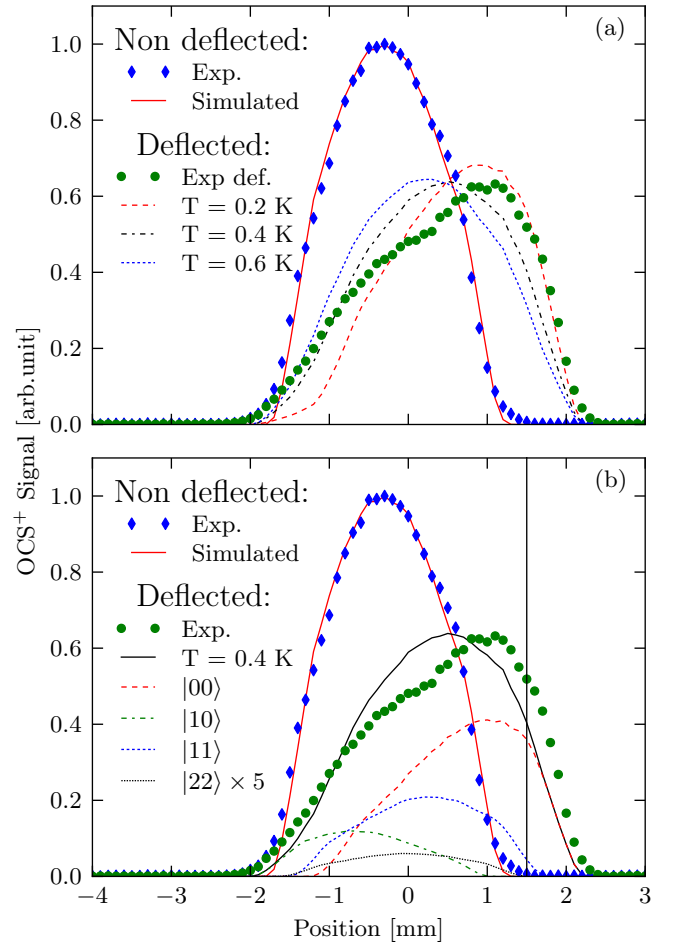 (a)
Non deflected:
Exp.
Simulated
Deflected:
Exp def.
T = 0.2 K
T = 0.4 K
T = 0.6 K
1.0
0.8
0.6
0.4
0.2
0.0
OCS⁺ Signal [arb.unit]
(b)
Non deflected:
Exp.
Simulated
Deflected:
Exp.
T = 0.4 K
|00⟩
|10⟩
|11⟩
|22⟩ × 5
1.0
0.8
0.6
0.4
0.2
0.0
−4 −3 −2 −1 0 1 2 3
Position [mm]